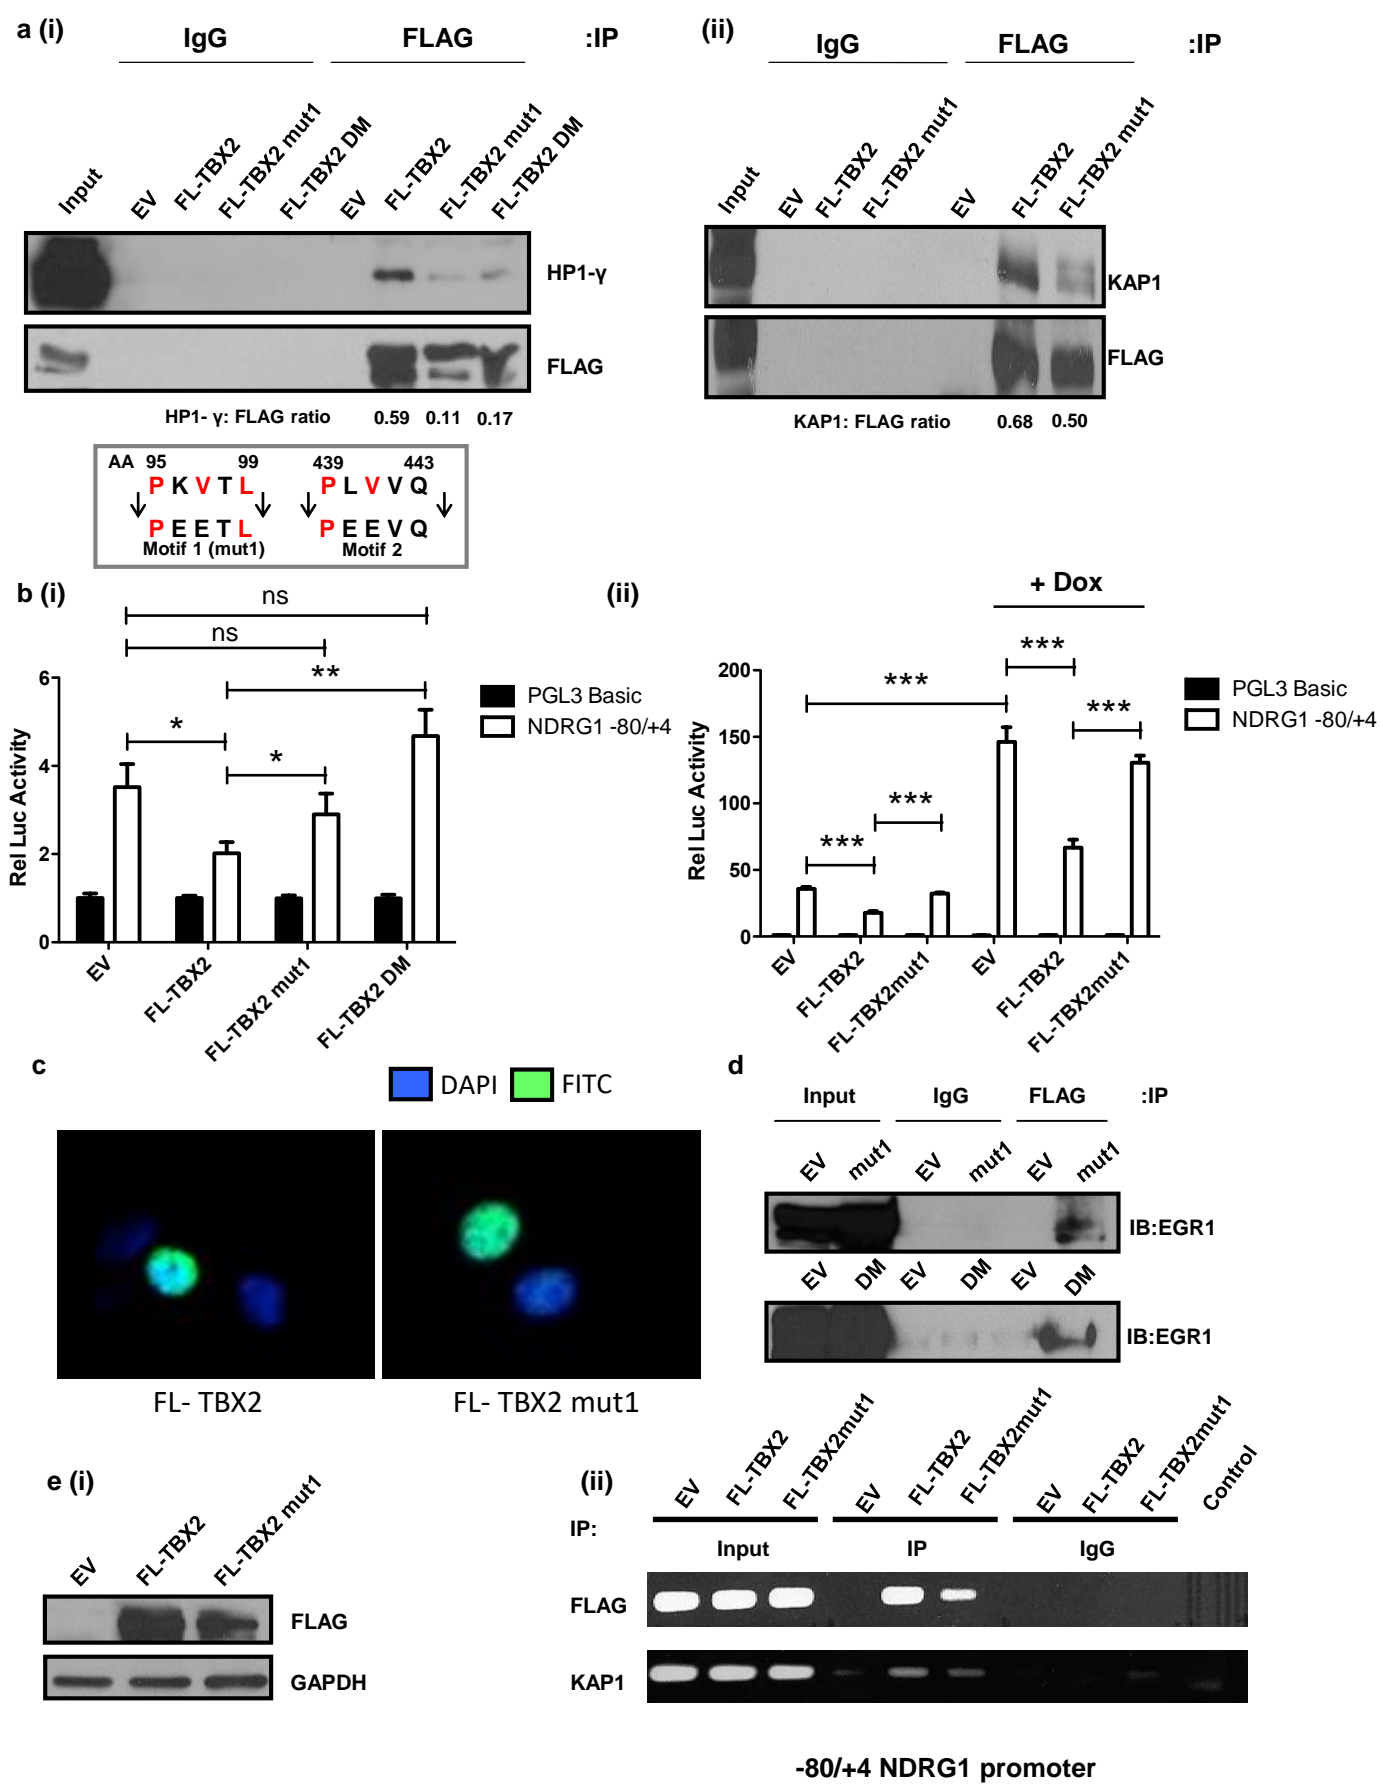 a (i)
IgG FLAG :IP
Input EV FL-TBX2 FL-TBX2 mut1 FL-TBX2 DM EV FL-TBX2 FL-TBX2 mut1 FL-TBX2 DM
HP1-γ
FLAG
HP1- γ: FLAG ratio 0.59 0.11 0.17
AA 95 99 439 443
P K V T L P L V V Q
P E E T L P E E V Q
Motif 1 (mut1) Motif 2
(ii)
IgG FLAG :IP
Input EV FL-TBX2 FL-TBX2 mut1 EV FL-TBX2 FL-TBX2 mut1
KAP1
FLAG
KAP1: FLAG ratio 0.68 0.50
b (i)
ns
ns
**
*
*
6
4
2
0
Rel Luc Activity
PGL3 Basic
NDRG1 -80/+4
EV FL-TBX2 FL-TBX2 mut1 FL-TBX2 DM
(ii)
+ Dox
***
***
***
***
***
200
150
100
50
0
Rel Luc Activity
PGL3 Basic
NDRG1 -80/+4
EV FL-TBX2 FL-TBX2mut1 EV FL-TBX2 FL-TBX2mut1
c
DAPI FITC
FL- TBX2 FL- TBX2 mut1
d
Input IgG FLAG :IP
EV mut1 EV mut1 EV mut1
IB:EGR1
EV DM EV DM EV DM
IB:EGR1
e (i)
EV FL-TBX2 FL-TBX2 mut1
FLAG
GAPDH
(ii)
EV FL-TBX2 FL-TBX2mut1 EV FL-TBX2 FL-TBX2mut1 EV FL-TBX2 FL-TBX2mut1 Control
IP:
Input IP IgG
FLAG
KAP1
-80/+4 NDRG1 promoter